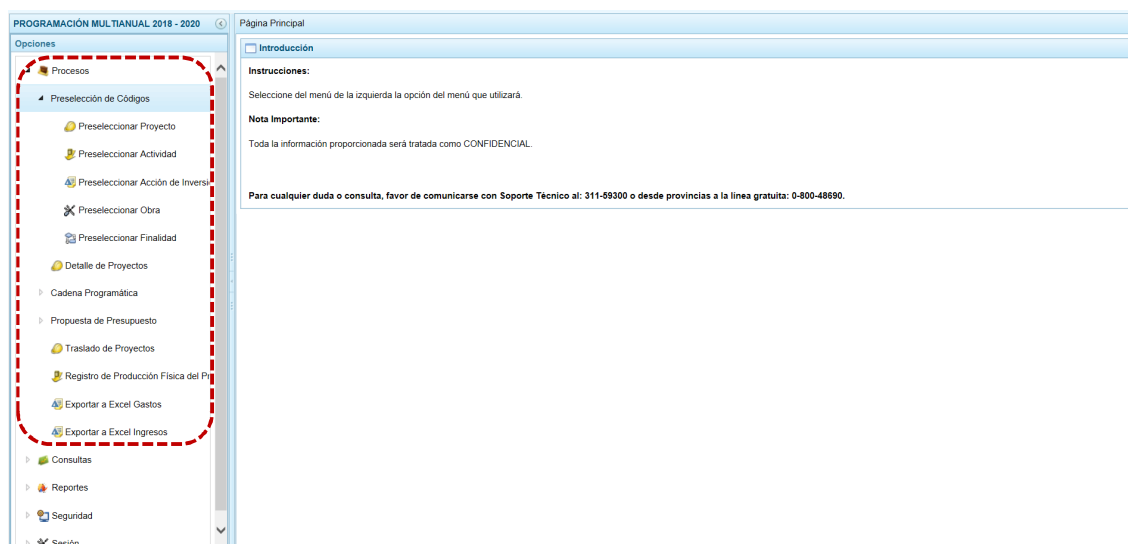 PROGRAMACIÓN MULTIANUAL 2018 - 2020
Opciones
Procesos
Preselección de Códigos
Preseleccionar Proyecto
Preseleccionar Actividad
Preseleccionar Acción de Inversi
Preseleccionar Obra
Preseleccionar Finalidad
Detalle de Proyectos
Cadena Programática
Propuesta de Presupuesto
Traslado de Proyectos
Registro de Producción Física del Pr
Exportar a Excel Gastos
Exportar a Excel Ingresos
Consultas
Reportes
Seguridad
Sesión
Página Principal
Introducción
Instrucciones:
Seleccione del menú de la izquierda la opción del menú que utilizará.
Nota Importante:
Toda la información proporcionada será tratada como CONFIDENCIAL.
Para cualquier duda o consulta, favor de comunicarse con Soporte Técnico al: 311-59300 o desde provincias a la línea gratuita: 0-800-48690.